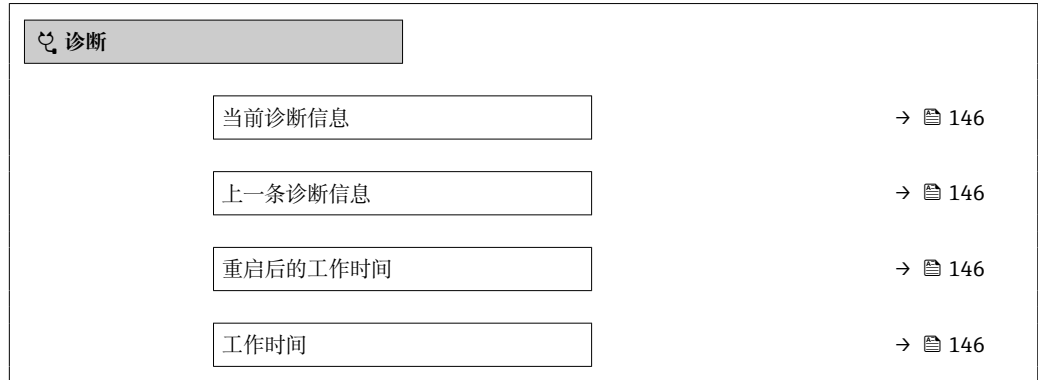 诊断
当前诊断信息 → 146
上一条诊断信息 → 146
重启后的工作时间 → 146
工作时间 → 146